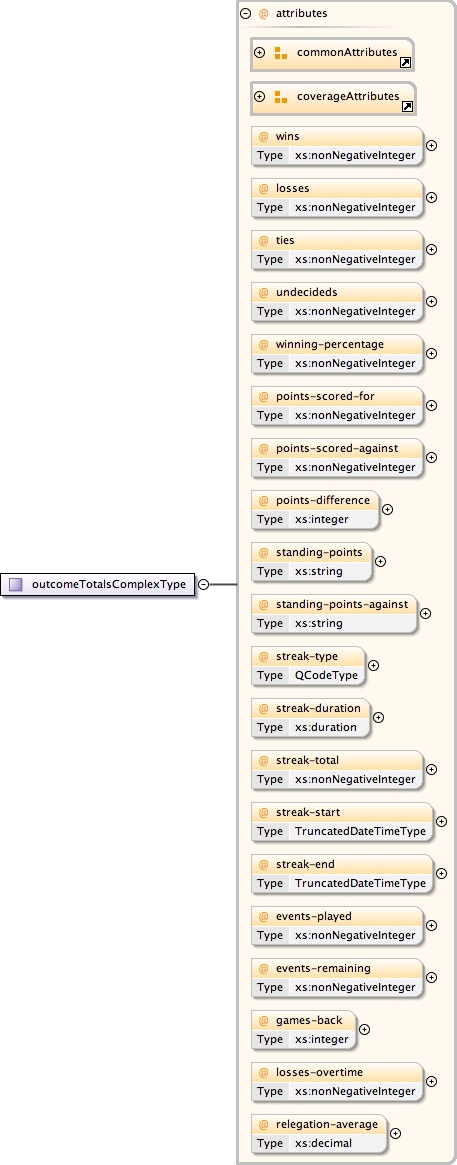 @ attributes
commonAttributes
coverageAttributes
@ wins
Type xs:nonNegativeInteger
@ losses
Type xs:nonNegativeInteger
@ ties
Type xs:nonNegativeInteger
@ undecideds
Type xs:nonNegativeInteger
@ winning-percentage
Type xs:nonNegativeInteger
@ points-scored-for
Type xs:nonNegativeInteger
@ points-scored-against
Type xs:nonNegativeInteger
@ points-difference
Type xs:integer
@ standing-points
Type xs:string
outcomeTotalsComplexType
@ standing-points-against
Type xs:string
@ streak-type
Type QCodeType
@ streak-duration
Type xs:duration
@ streak-total
Type xs:nonNegativeInteger
@ streak-start
Type TruncatedDateTimeType
@ streak-end
Type TruncatedDateTimeType
@ events-played
Type xs:nonNegativeInteger
@ events-remaining
Type xs:nonNegativeInteger
@ games-back
Type xs:integer
@ losses-overtime
Type xs:nonNegativeInteger
@ relegation-average
Type xs:decimal